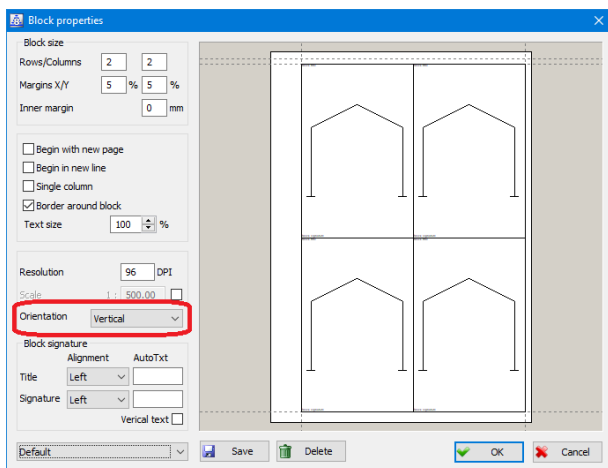 Block properties
Block size
Rows/Columns 2 2
Margins X/Y 5 % 5 %
Inner margin 0 mm
Begin with new page
Begin in new line
Single column
Border around block
Text size 100 %
Resolution 96 DPI
Scale 1 : 500.00
Orientation Vertical
Block signature
Alignment AutoTxt
Title Left
Signature Left
Verical text
Default Save Delete OK Cancel